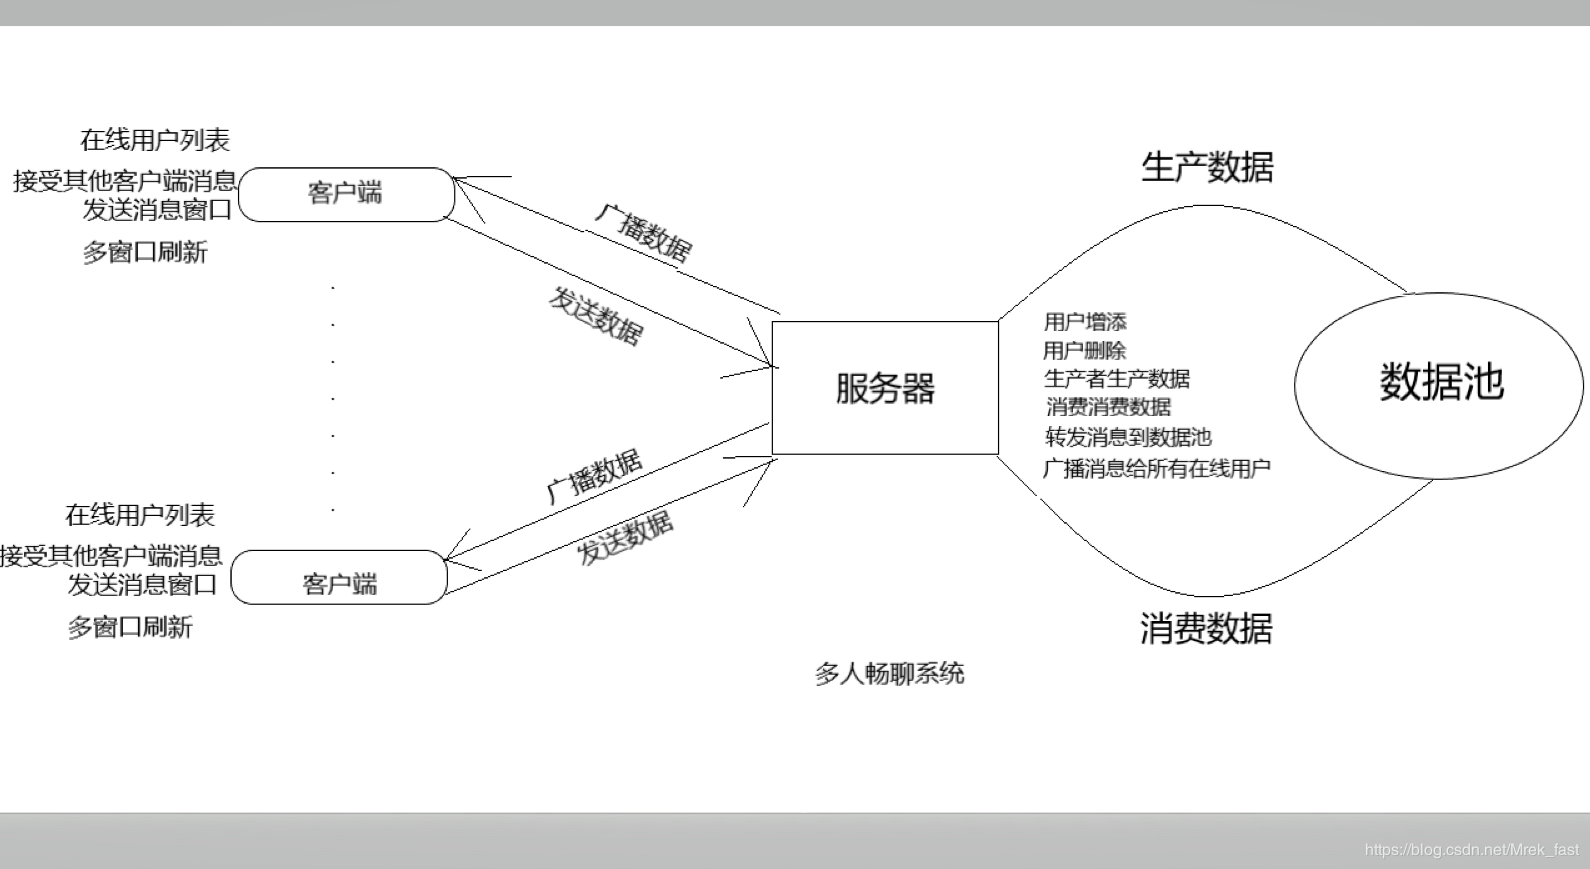 在线用户列表
接受其他客户端消息
发送消息窗口
多窗口刷新
客户端
广播数据
发送数据
在线用户列表
接受其他客户端消息
发送消息窗口
多窗口刷新
客户端
广播数据
发送数据
服务器
生产数据
用户增添
用户删除
生产者生产数据
消费消费数据
转发消息到数据池
广播消息给所有在线用户
数据池
消费数据
多人畅聊系统
https://blog.csdn.net/Mrek_fast